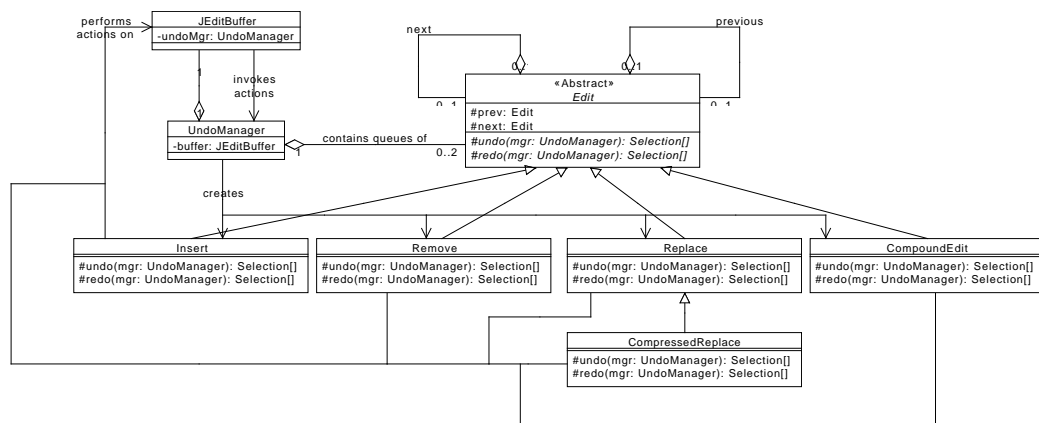 performs
actions on
JEditBuffer
-undoMgr: UndoManager
next
previous
1
invokes
actions
0..1
«Abstract»
Edit
0..1
0..1
#prev: Edit
#next: Edit
#undo(mgr: UndoManager): Selection[]
#redo(mgr: UndoManager): Selection[]
1
UndoManager
-buffer: JEditBuffer
1
contains queues of
0..2
creates
Insert
#undo(mgr: UndoManager): Selection[]
#redo(mgr: UndoManager): Selection[]
Remove
#undo(mgr: UndoManager): Selection[]
#redo(mgr: UndoManager): Selection[]
Replace
#undo(mgr: UndoManager): Selection[]
#redo(mgr: UndoManager): Selection[]
CompoundEdit
#undo(mgr: UndoManager): Selection[]
#redo(mgr: UndoManager): Selection[]
CompressedReplace
#undo(mgr: UndoManager): Selection[]
#redo(mgr: UndoManager): Selection[]